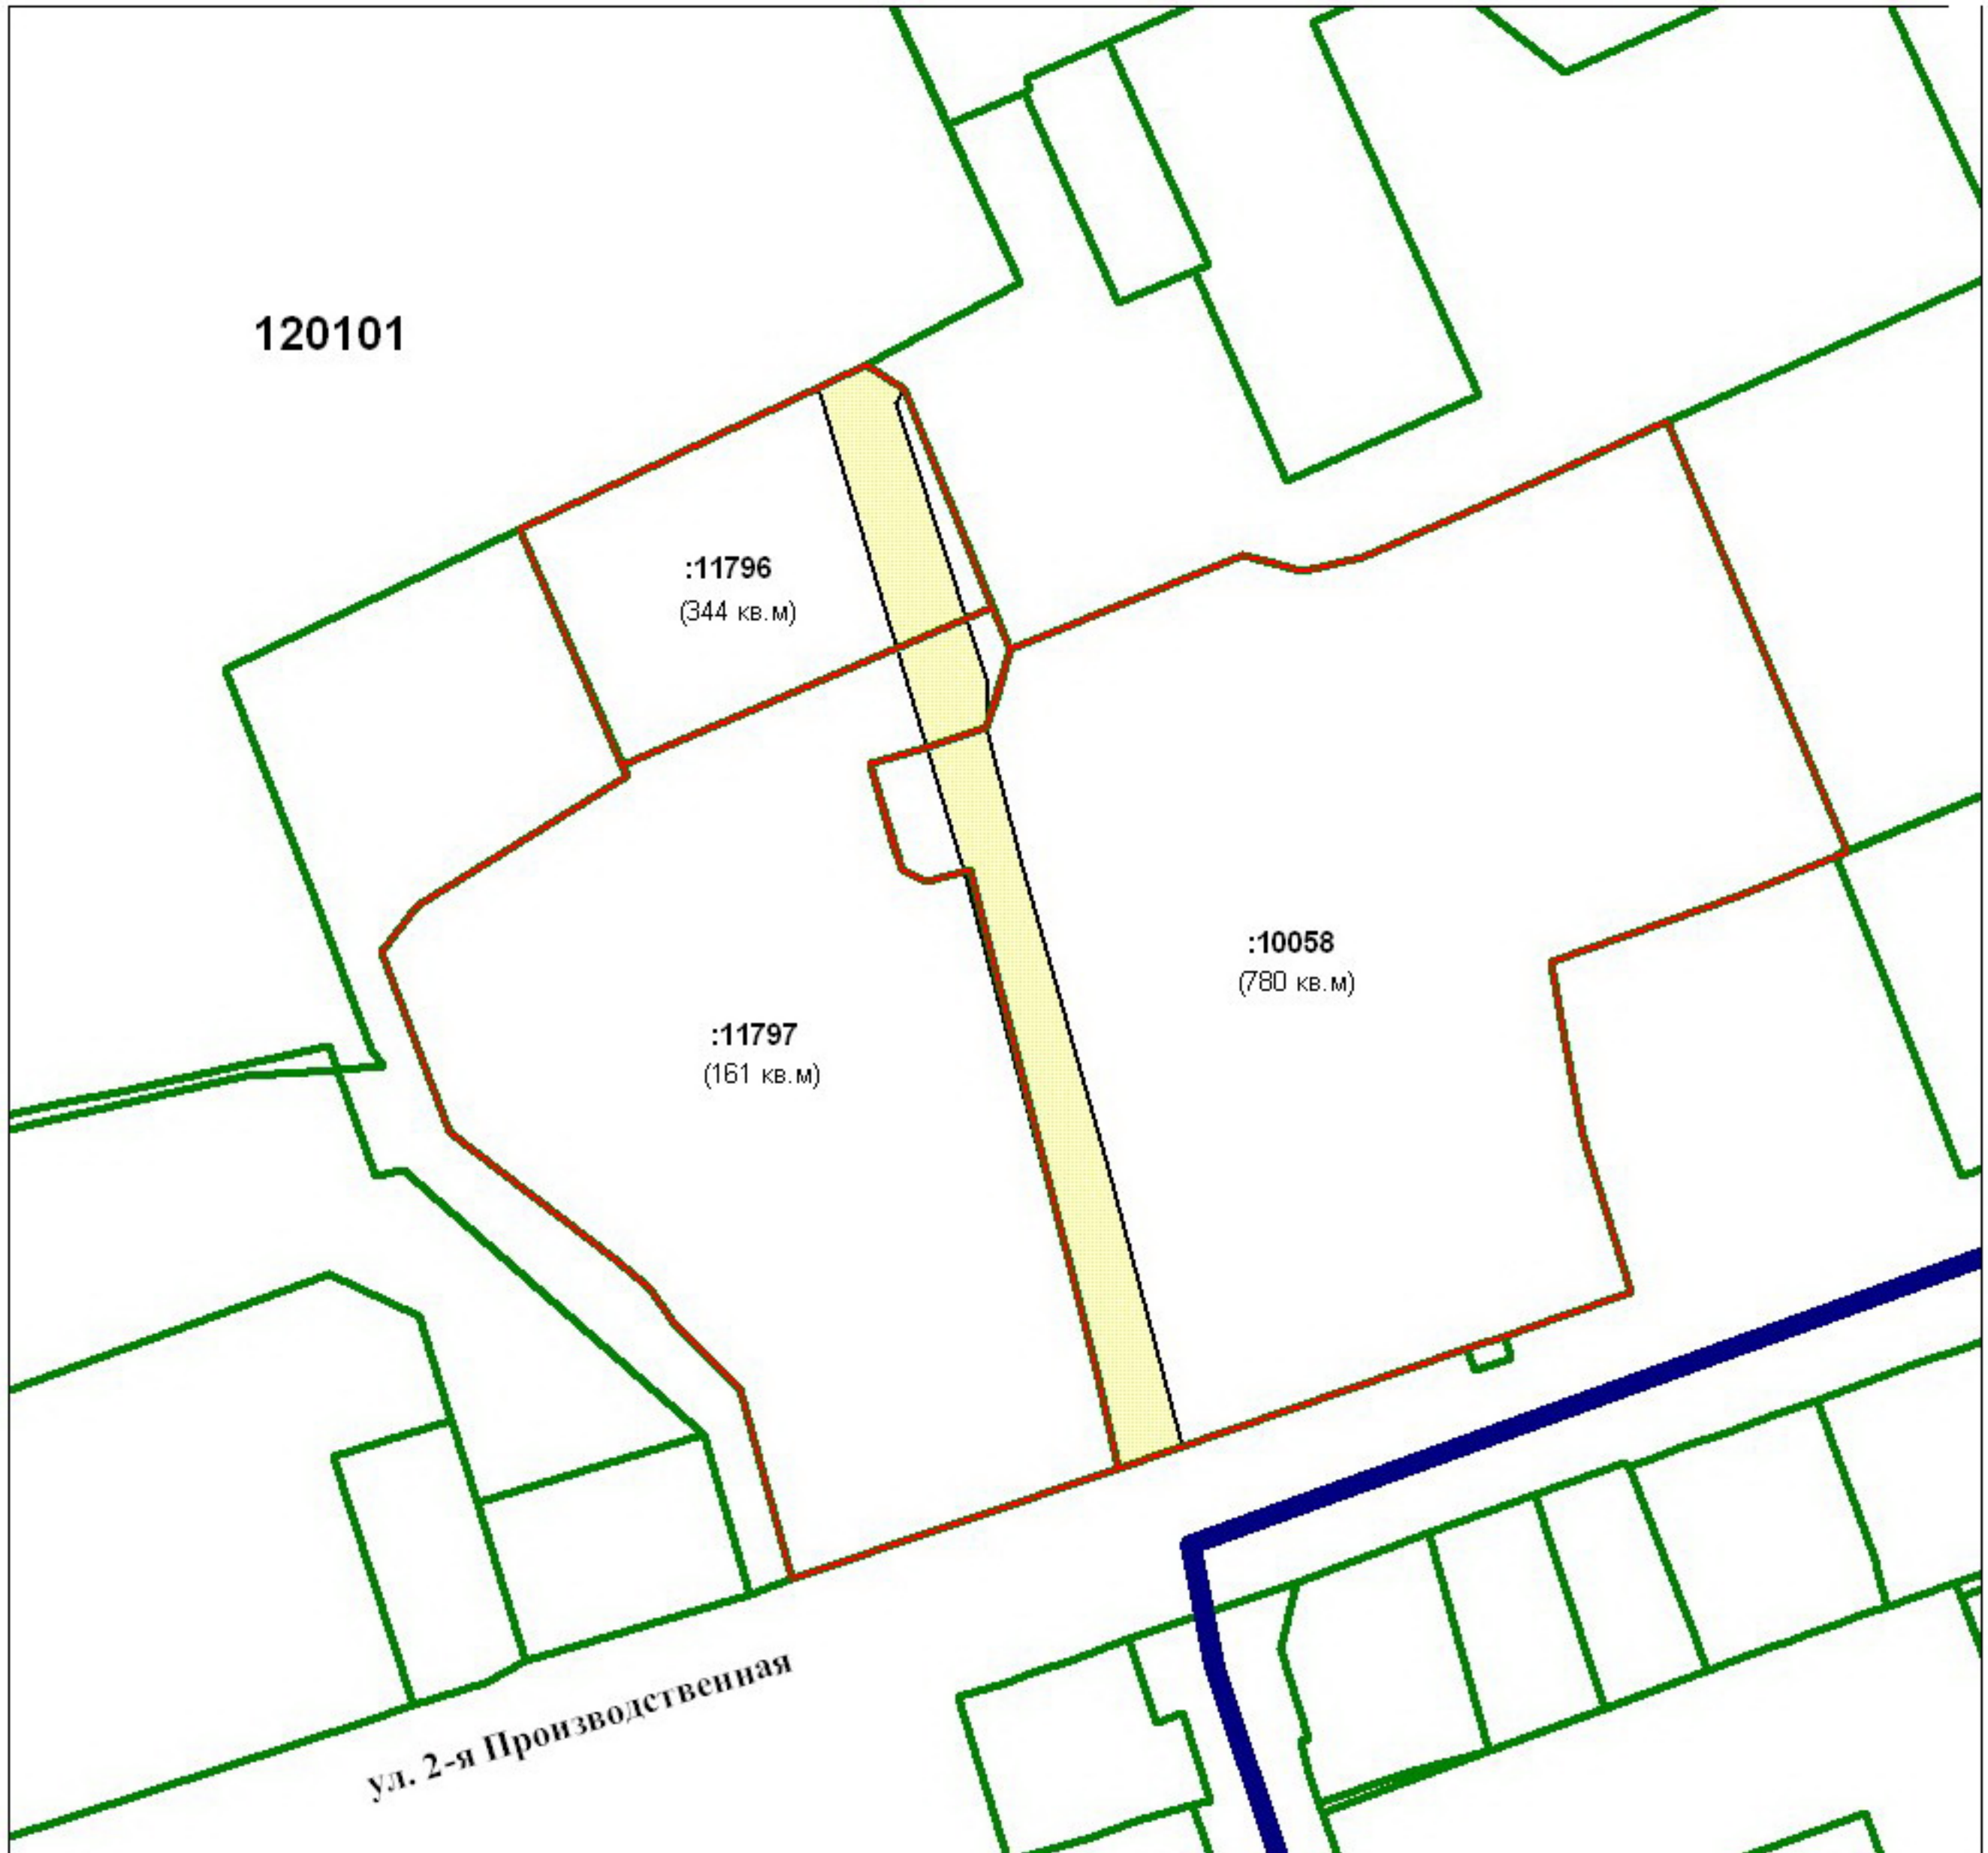 120101
:11796
(344 кв.м)
:10058
(780 кв.м)
:11797
(161 кв.м)
ул. 2-я Производственная